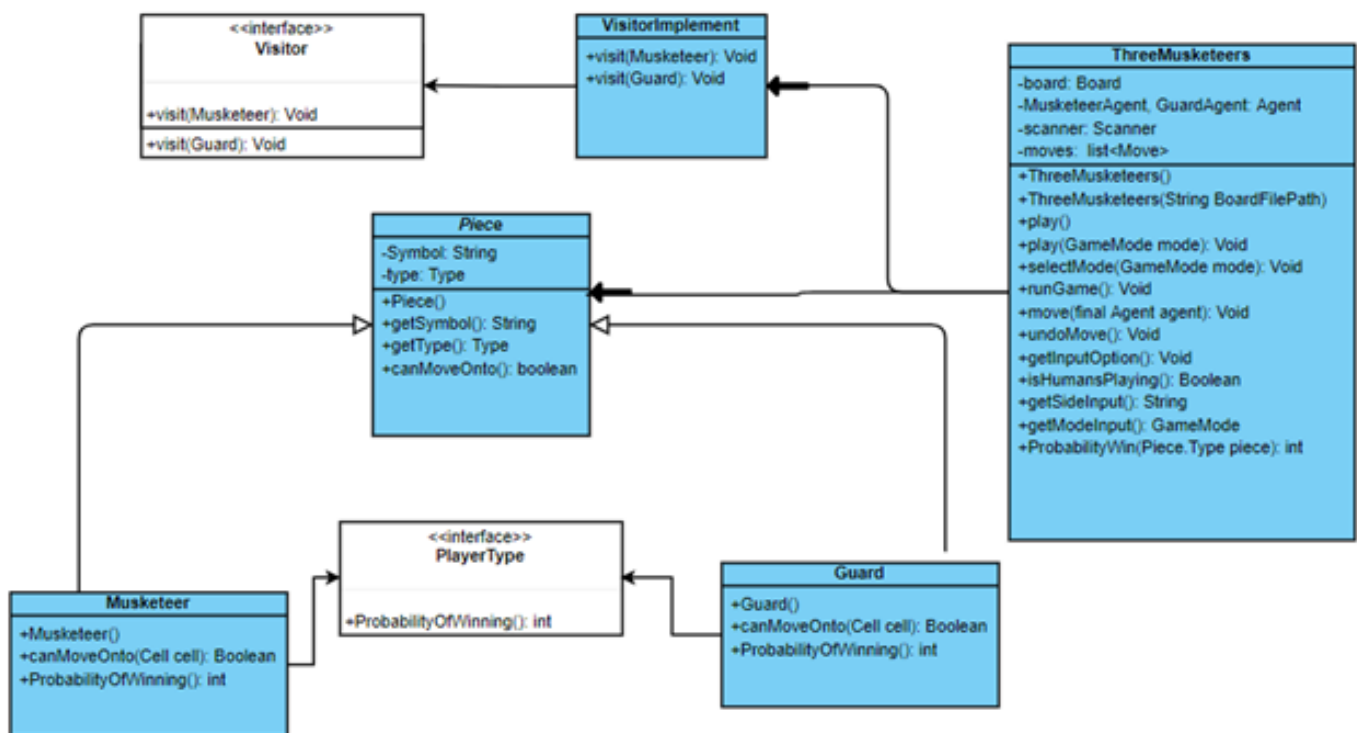 <<interface>>
Visitor
+visit(Musketeer): Void
+visit(Guard): Void
VisitorImplement
+visit(Musketeer): Void
+visit(Guard): Void
ThreeMusketeers
-board: Board
-MusketeerAgent, GuardAgent: Agent
-scanner: Scanner
-moves: list<Move>
+ThreeMusketeers()
+ThreeMusketeers(String BoardFilePath)
+play()
+play(GameMode mode): Void
+selectMode(GameMode mode): Void
+runGame(): Void
+move(final Agent agent): Void
+undoMove(): Void
+getInputOption(): Void
+isHumansPlaying(): Boolean
+getSideInput(): String
+getModeInput(): GameMode
+ProbabilityWin(Piece.Type piece): int
Piece
-Symbol: String
-type: Type
+Piece()
+getSymbol(): String
+getType(): Type
+canMoveOnto(): boolean
<<interface>>
PlayerType
+ProbabilityOfWinning(): int
Musketeer
+Musketeer()
+canMoveOnto(Cell cell): Boolean
+ProbabilityOfWinning(): int
Guard
+Guard()
+canMoveOnto(Cell cell): Boolean
+ProbabilityOfWinning(): int